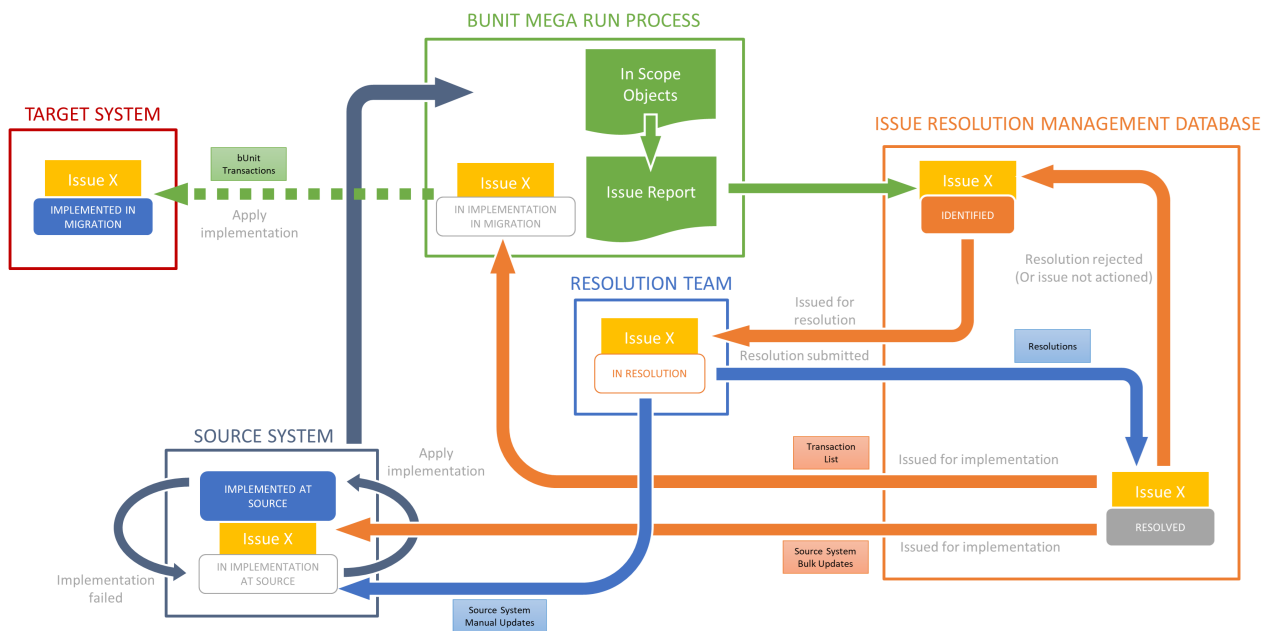 BUNIT MEGA RUN PROCESS
In Scope
Objects
Issue Report
Issue X
IN IMPLEMENTATION
IN MIGRATION
TARGET SYSTEM
Issue X
IMPLEMENTED IN
MIGRATION
bUnit
Transactions
Apply
implementation
ISSUE RESOLUTION MANAGEMENT DATABASE
Issue X
IDENTIFIED
Resolution rejected
(Or issue not actioned)
Issued for
resolution
RESOLUTION TEAM
Issue X
IN RESOLUTION
Resolution submitted
Resolutions
Transaction
List
Issued for implementation
Issue X
RESOLVED
Issued for implementation
Source System
Bulk Updates
SOURCE SYSTEM
Apply
implementation
IMPLEMENTED AT
SOURCE
Issue X
IN IMPLEMENTATION
AT SOURCE
Implementation
failed
Source System
Manual Updates